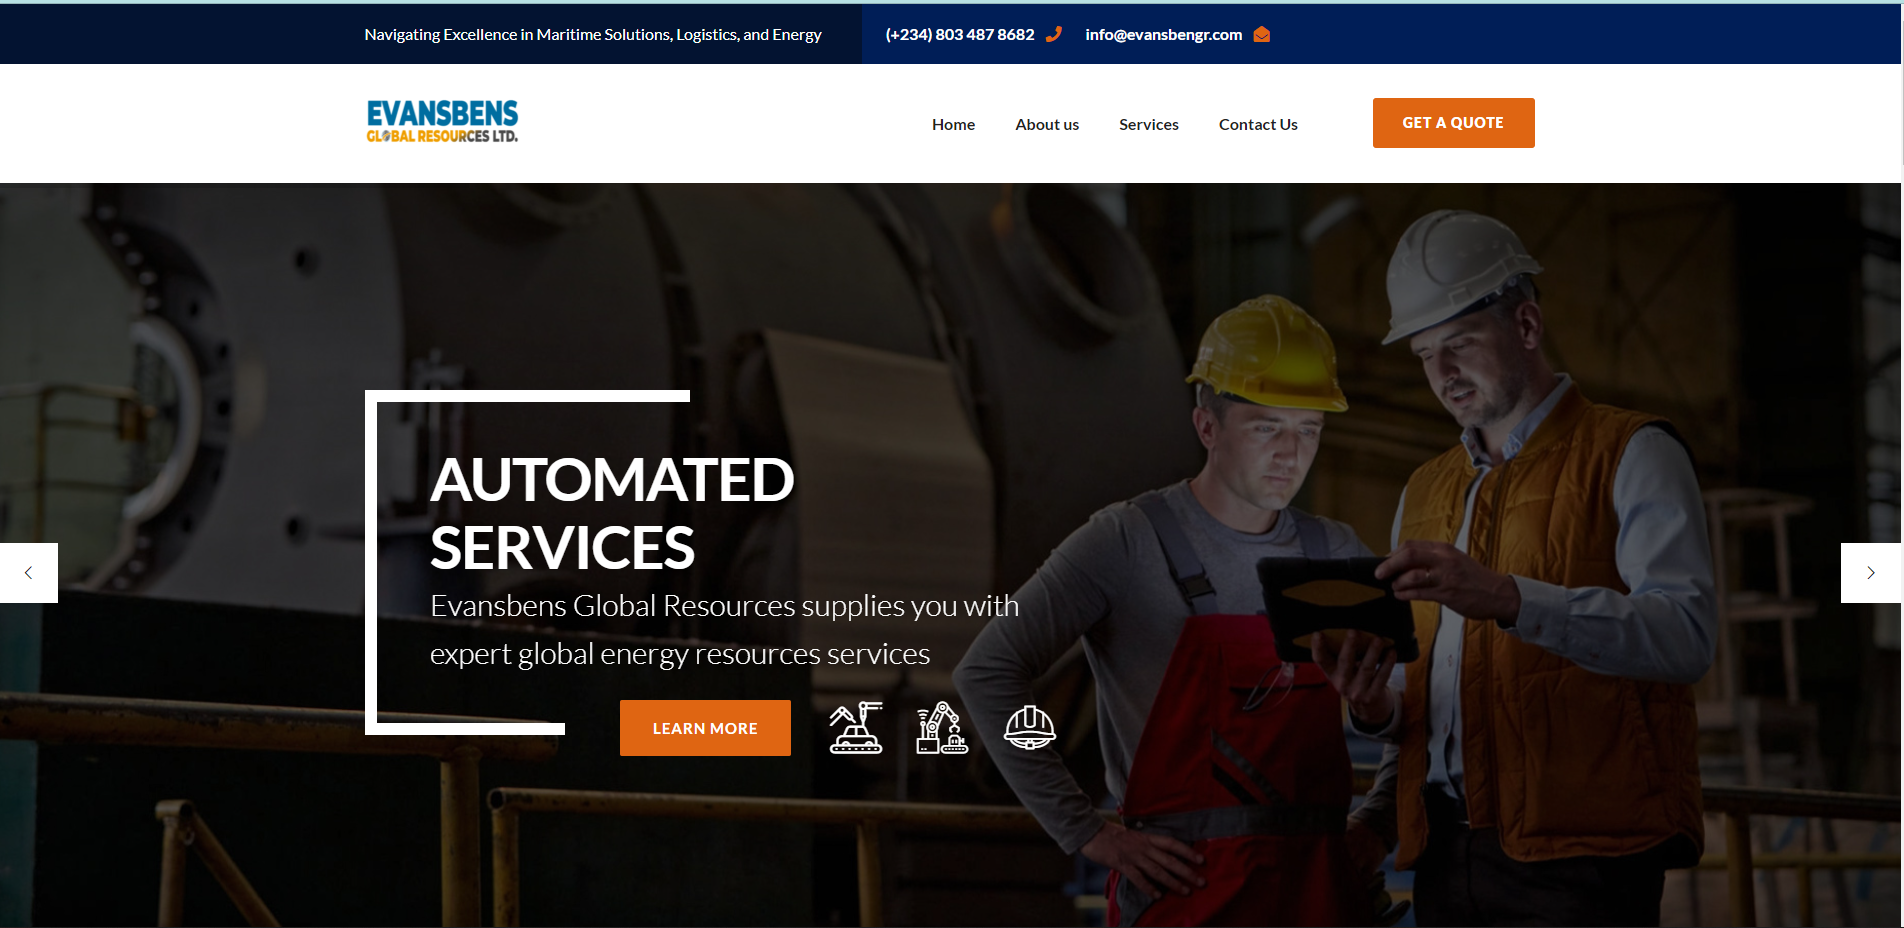 Navigating Excellence in Maritime Solutions, Logistics, and Energy
(+234) 803 487 8682
info@evansbengr.com
EVANSBENS
GLOBAL RESOURCES LTD.
Home
About us
Services
Contact Us
GET A QUOTE
AUTOMATED
SERVICES
Evansbens Global Resources supplies you with
expert global energy resources services
LEARN MORE